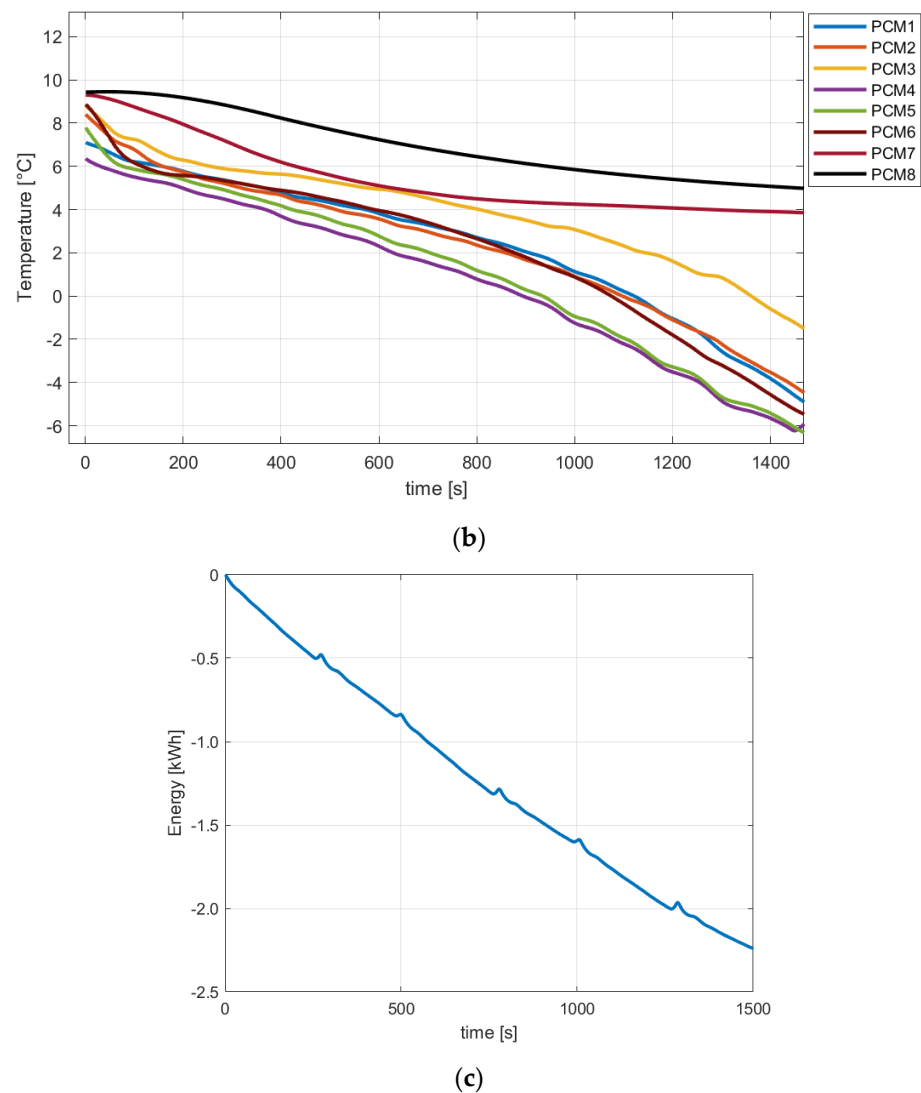 12
10
8
6
4
2
0
-2
-4
-6
Temperature [°C]
0 200 400 600 800 1000 1200 1400
time [s]
PCM1
PCM2
PCM3
PCM4
PCM5
PCM6
PCM7
PCM8
(b)
0
-0.5
-1.0
-1.5
-2.0
-2.5
Energy [kWh]
0 500 1000 1500
time [s]
(c)